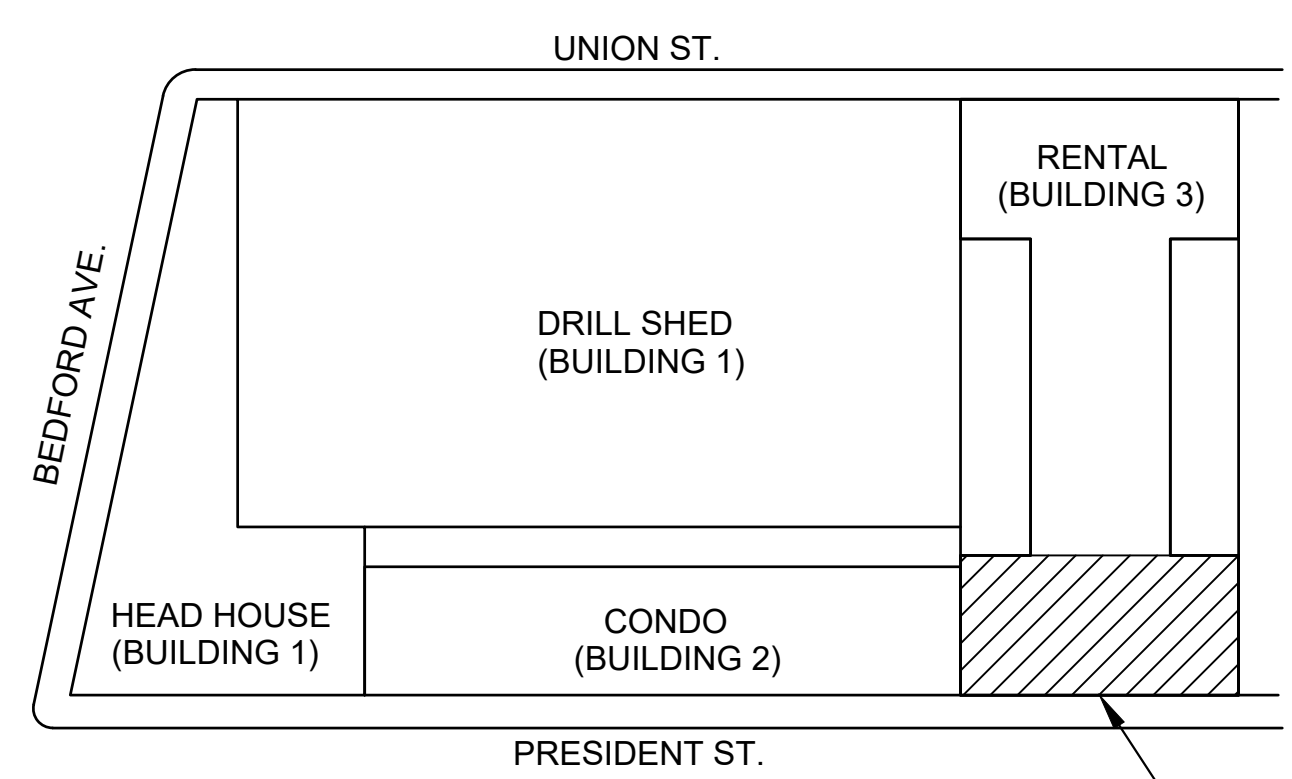 UNION ST.
RENTAL
(BUILDING 3)
BEDFORD AVE.
DRILL SHED
(BUILDING 1)
HEAD HOUSE
(BUILDING 1)
CONDO
(BUILDING 2)
PRESIDENT ST.